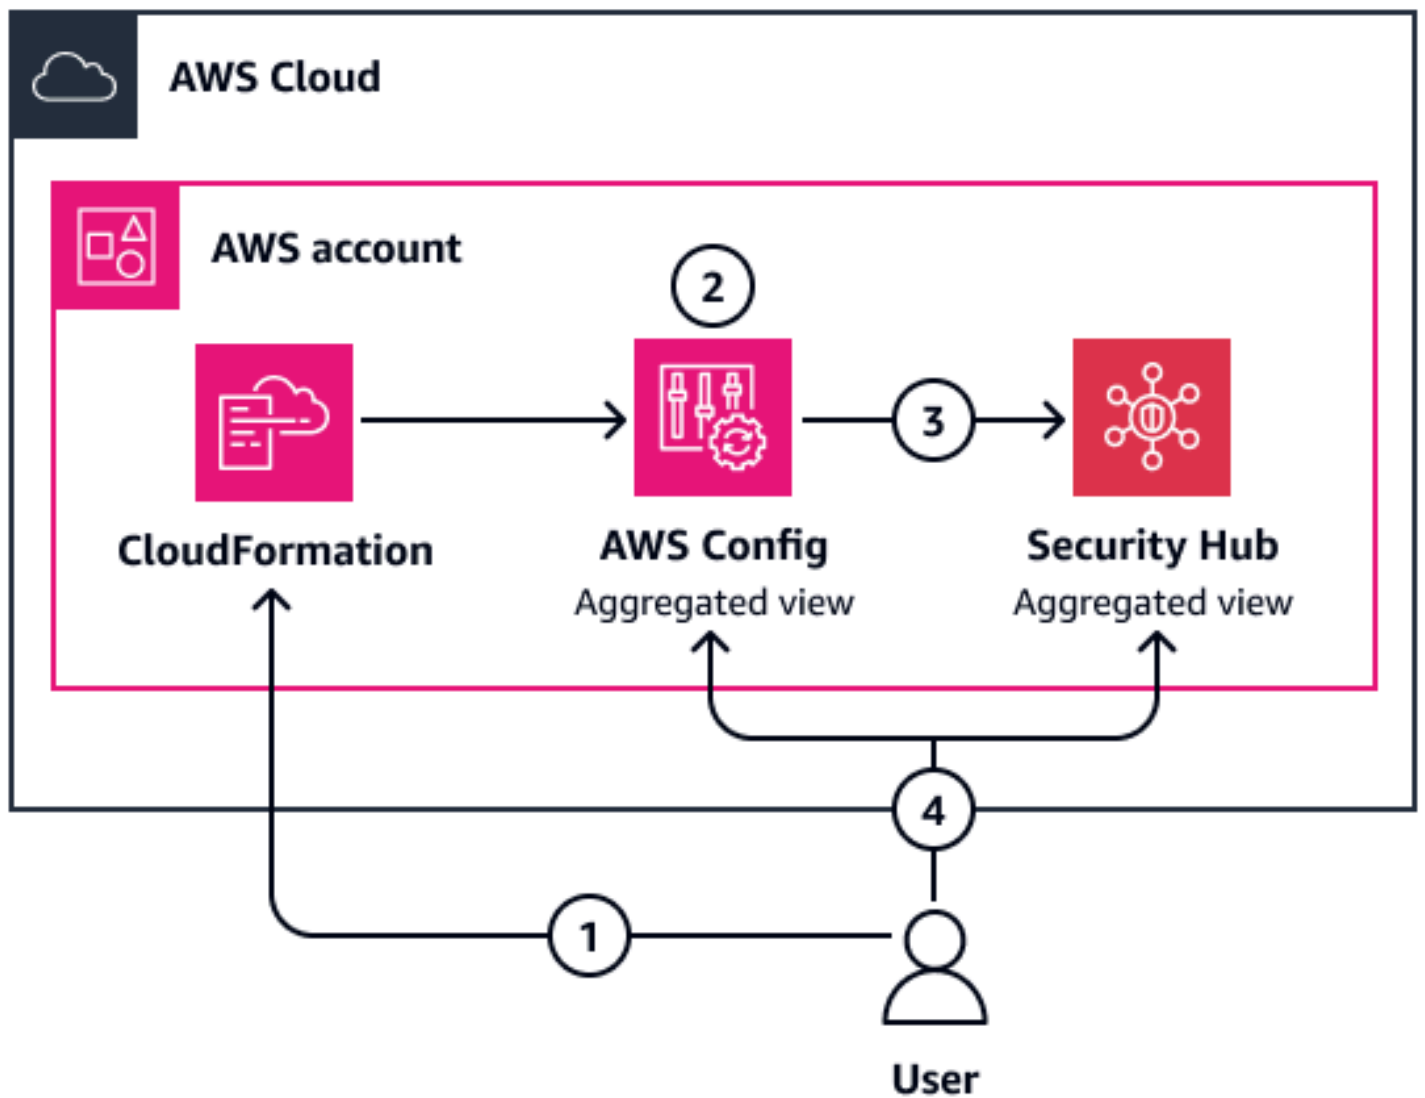 AWS Cloud
AWS account
2
3
CloudFormation
AWS Config
Aggregated view
Security Hub
Aggregated view
4
1
User